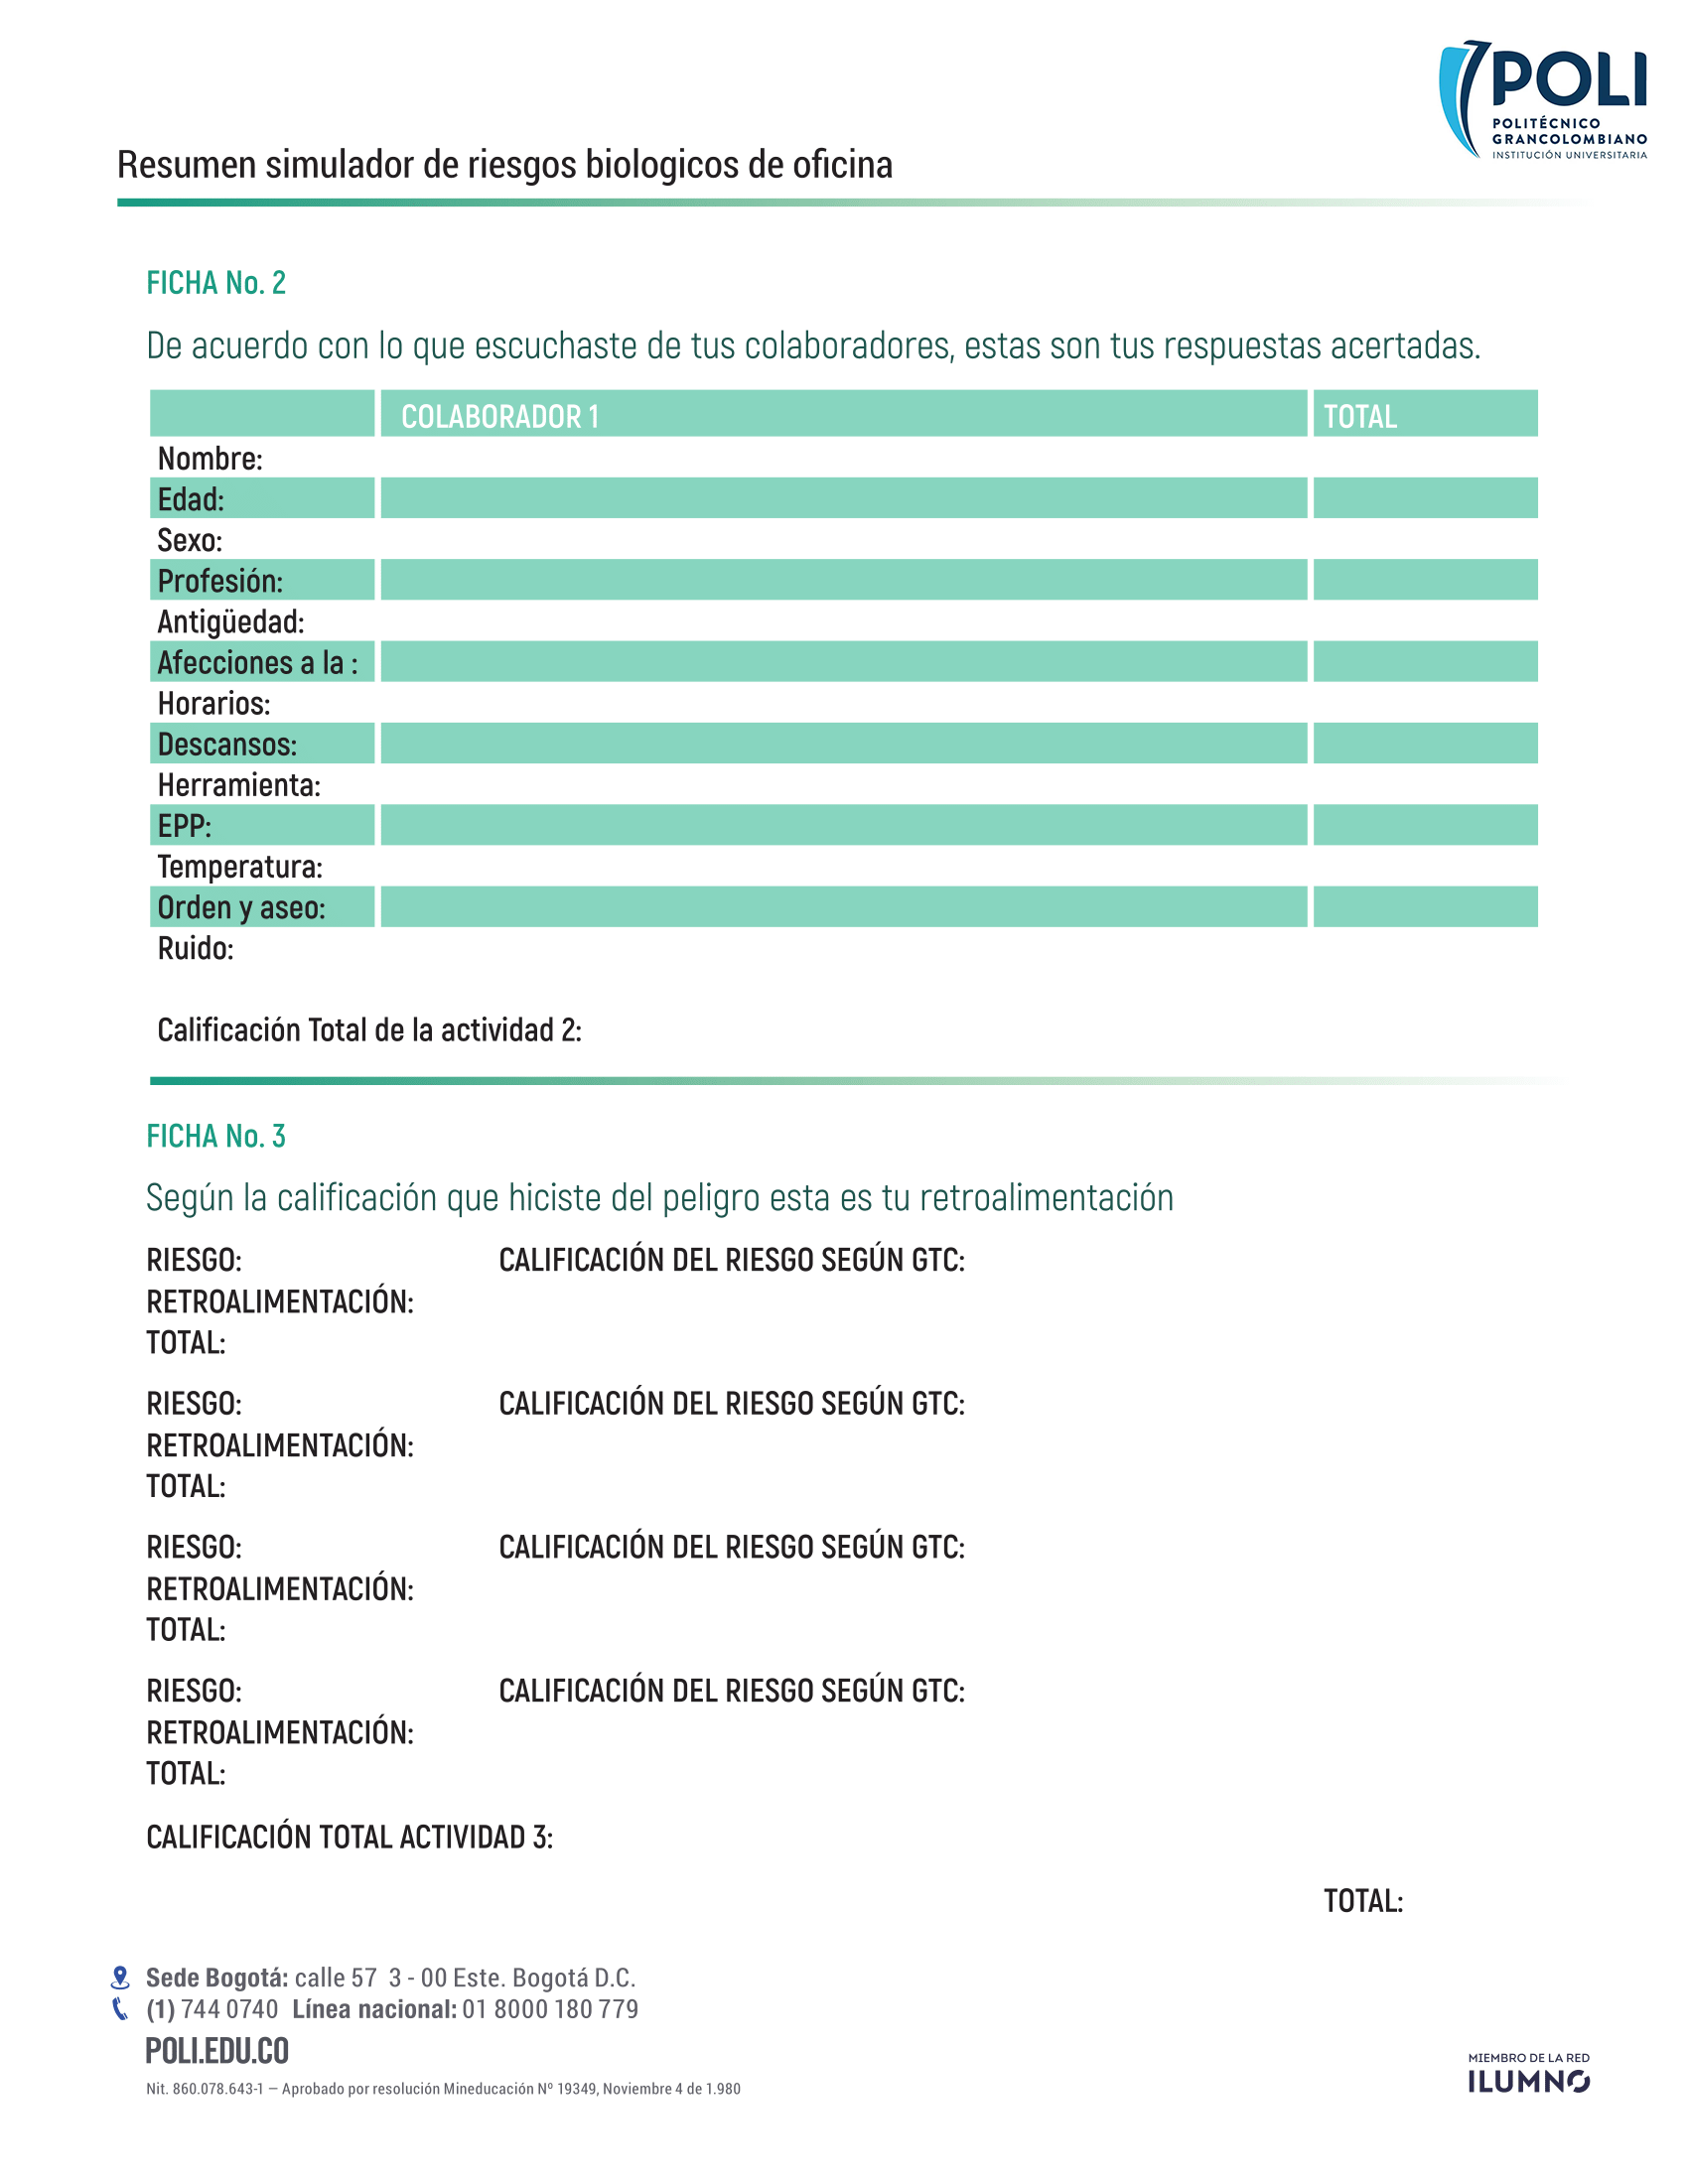 POLI
POLITÉCNICO
GRANCOLOMBIANO
INSTITUCIÓN UNIVERSITARIA
Resumen simulador de riesgos biologicos de oficina
FICHA No. 2
De acuerdo con lo que escuchaste de tus colaboradores, estas son tus respuestas acertadas.
COLABORADOR 1 TOTAL
Nombre:
Edad:
Sexo:
Profesión:
Antigüedad:
Afecciones a la :
Horarios:
Descansos:
Herramienta:
EPP:
Temperatura:
Orden y aseo:
Ruido:
Calificación Total de la actividad 2:
FICHA No. 3
Según la calificación que hiciste del peligro esta es tu retroalimentación
RIESGO: CALIFICACIÓN DEL RIESGO SEGÚN GTC:
RETROALIMENTACIÓN:
TOTAL:
RIESGO: CALIFICACIÓN DEL RIESGO SEGÚN GTC:
RETROALIMENTACIÓN:
TOTAL:
RIESGO: CALIFICACIÓN DEL RIESGO SEGÚN GTC:
RETROALIMENTACIÓN:
TOTAL:
RIESGO: CALIFICACIÓN DEL RIESGO SEGÚN GTC:
RETROALIMENTACIÓN:
TOTAL:
CALIFICACIÓN TOTAL ACTIVIDAD 3:
TOTAL:
Sede Bogotá: calle 57 3 - 00 Este. Bogotá D.C.
(1) 744 0740 Línea nacional: 01 8000 180 779
POLI.EDU.CO
Nit. 860.078.643-1 — Aprobado por resolución Mineducación Nº 19349, Noviembre 4 de 1.980
MIEMBRO DE LA RED
ILUMNO